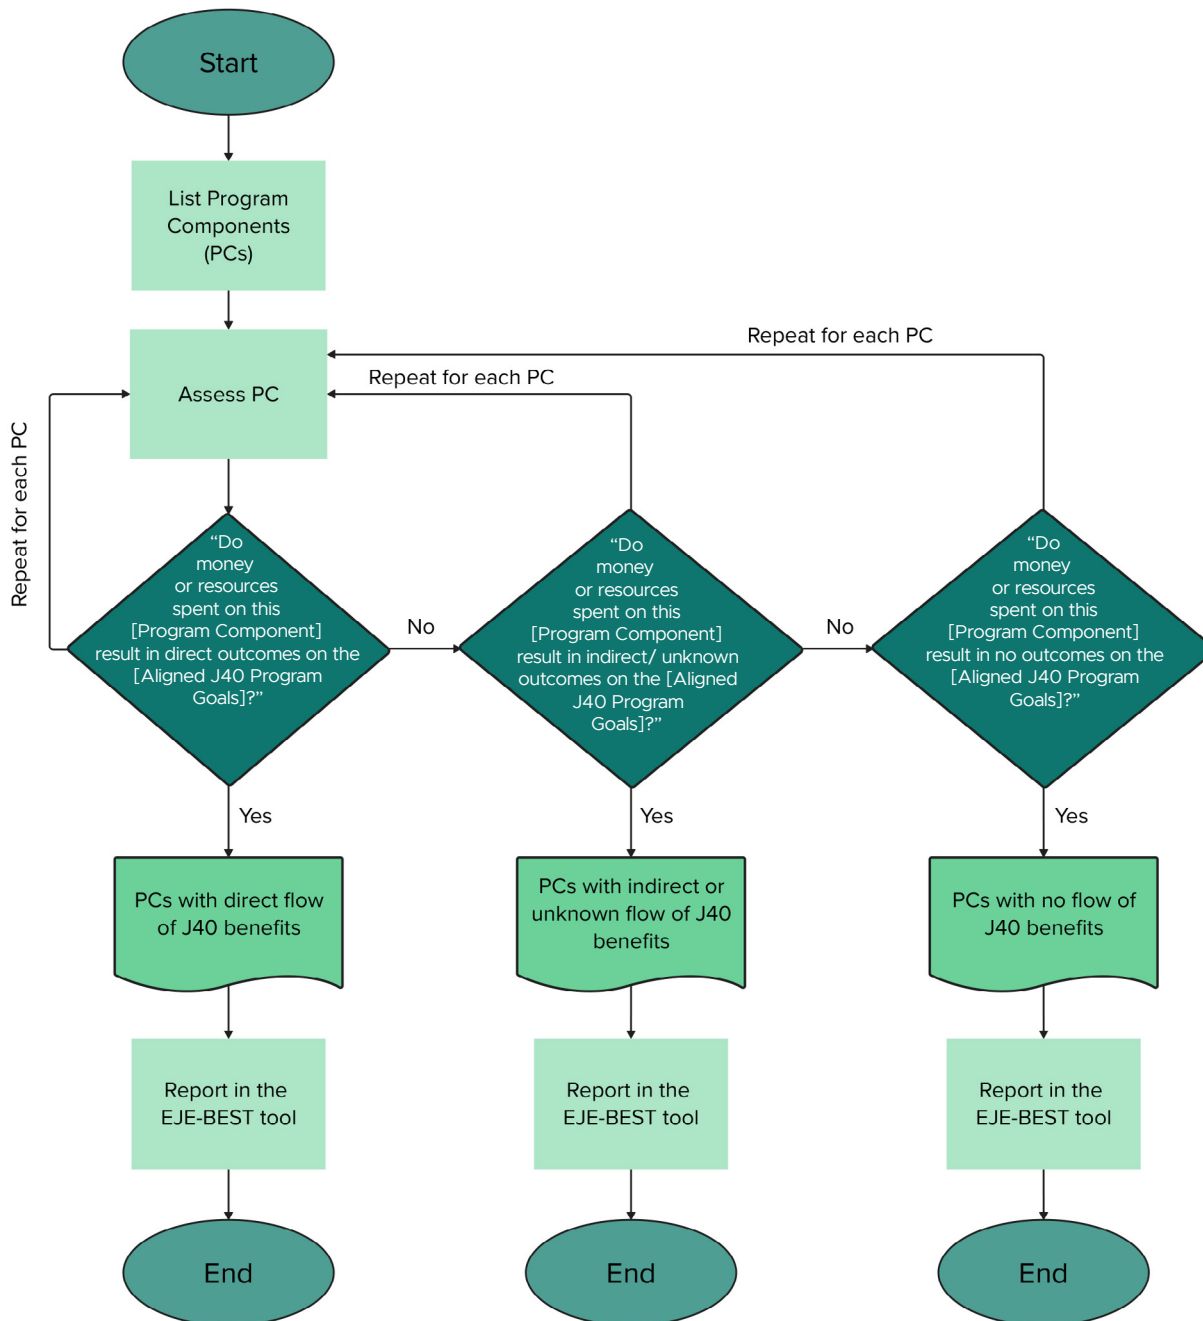 Start
List Program
Components
(PCs)
Repeat for each PC
Repeat for each PC
Assess PC
Repeat for each PC
“Do
money
or resources
spent on this
[Program Component]
result in direct outcomes on the
[Aligned J40 Program
Goals]?”
No
“Do
money
or resources
spent on this
[Program Component]
result in indirect/ unknown
outcomes on the [Aligned
J40 Program
Goals]?”
No
“Do
money
or resources
spent on this
[Program Component]
result in no outcomes on the
[Aligned J40 Program
Goals]?”
Yes
Yes
Yes
PCs with direct flow
of J40 benefits
PCs with indirect or
unknown flow of J40
benefits
PCs with no flow of
J40 benefits
Report in the
EJE-BEST tool
Report in the
EJE-BEST tool
Report in the
EJE-BEST tool
End
End
End